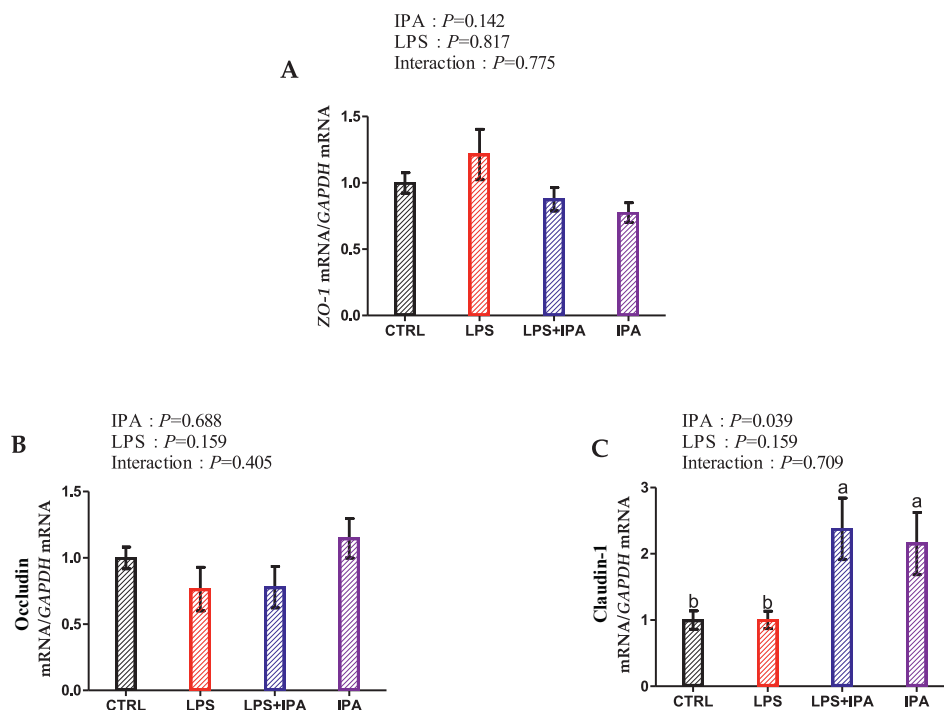 IPA : P=0.142
LPS : P=0.817
Interaction : P=0.775
A
ZO-1 mRNA/GAPDH mRNA
1.5
1.0
0.5
0.0
CTRL LPS LPS+IPA IPA
IPA : P=0.688
LPS : P=0.159
Interaction : P=0.405
B
Occludin
mRNA/GAPDH mRNA
1.5
1.0
0.5
0.0
CTRL LPS LPS+IPA IPA
IPA : P=0.039
LPS : P=0.159
Interaction : P=0.709
C
Claudin-1
mRNA/GAPDH mRNA
3
2
1
0
b b a a
CTRL LPS LPS+IPA IPA